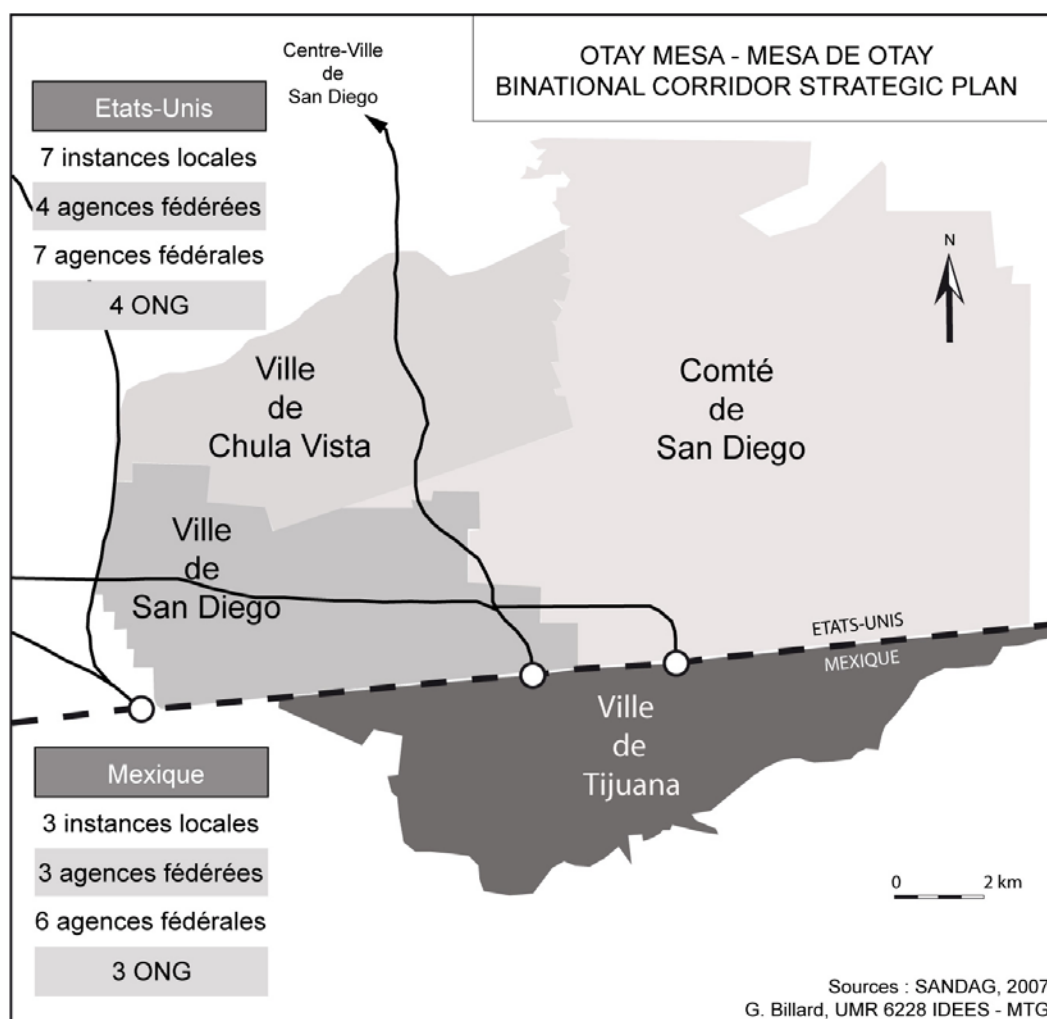 OTAY MESA - MESA DE OTAY
BINATIONAL CORRIDOR STRATEGIC PLAN
Centre-Ville
de
San Diego
Etats-Unis
7 instances locales
4 agences fédérées
7 agences fédérales
4 ONG
N
Ville
de
Chula Vista
Comté
de
San Diego
Ville
de
San Diego
ETATS-UNIS
MEXIQUE
Ville
de
Tijuana
Mexique
3 instances locales
3 agences fédérées
6 agences fédérales
3 ONG
0 2 km
Sources : SANDAG, 2007
G. Billard, UMR 6228 IDEES - MTG